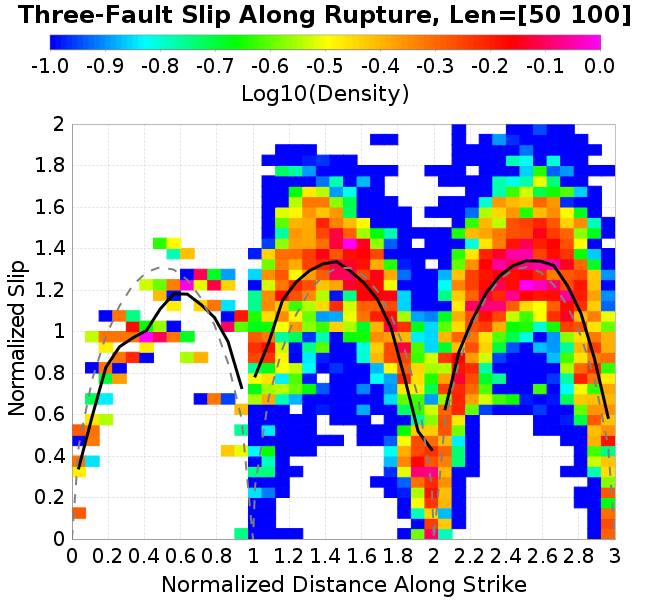 Three-Fault Slip Along Rupture, Len=[50 100]
-1.0 -0.9 -0.8 -0.7 -0.6 -0.5 -0.4 -0.3 -0.2 -0.1 0.0
Log10(Density)
2
1.8
1.6
1.4
1.2
1
0.8
0.6
0.4
0.2
0
Normalized Slip
0 0.2 0.4 0.6 0.8 1 1.2 1.4 1.6 1.8 2 2.2 2.4 2.6 2.8 3
Normalized Distance Along Strike